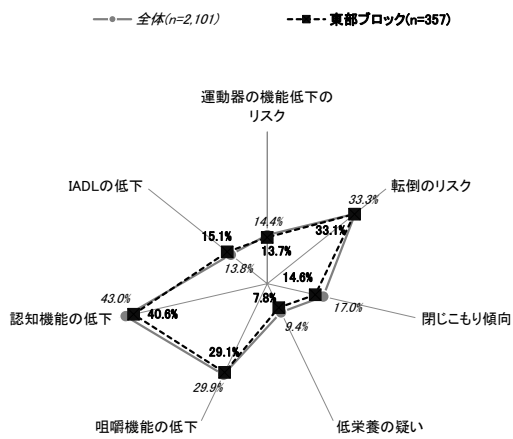 全体(n=2,101)
東部ブロック(n=357)
運動器の機能低下の
リスク
転倒のリスク
閉じこもり傾向
低栄養の疑い
咀嚼機能の低下
認知機能の低下
IADLの低下
14.4%
13.7%
33.3%
33.1%
14.6%
17.0%
7.8%
9.4%
29.1%
29.9%
43.0%
40.6%
15.1%
13.8%